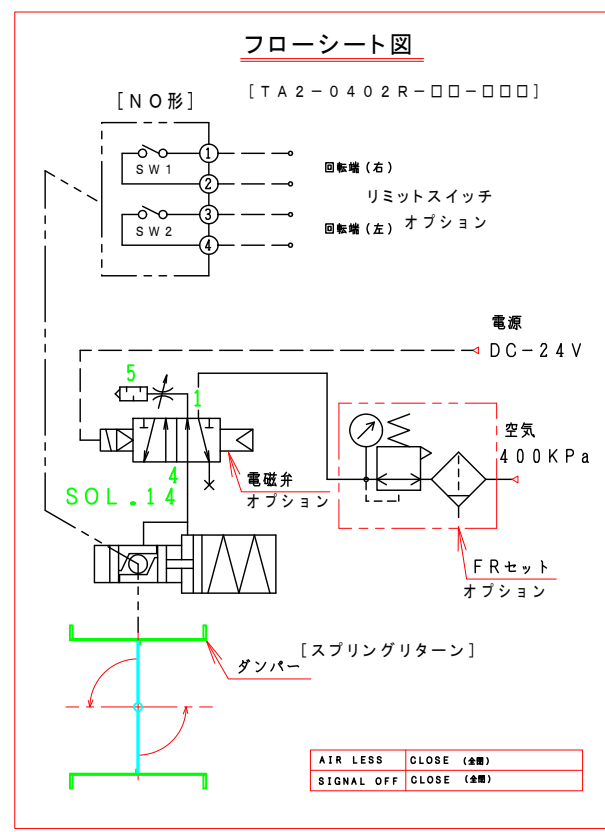 フローシート図
[TA2-0402R-□□-□□□]
[NO形]
SW1
1
2
SW2
3
4
回転端(右)
リミットスイッチ
オプション
回転端(左)
電源
DC-24V
5
1
4
SOL.14
電磁弁
オプション
空気
400KPa
FRセット
オプション
[スプリングリターン]
ダンパー
AIR LESS CLOSE (全閉)
SIGNAL OFF CLOSE (全閉)